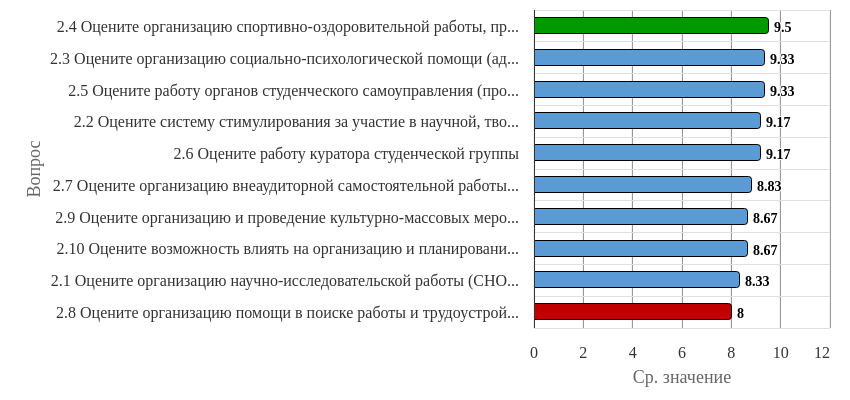 2.4 Оцените организацию спортивно-оздоровительной работы, пр... 9.5
2.3 Оцените организацию социально-психологической помощи (ад... 9.33
2.5 Оцените работу органов студенческого самоуправления (про... 9.33
2.2 Оцените систему стимулирования за участие в научной, тво... 9.17
2.6 Оцените работу куратора студенческой группы 9.17
2.7 Оцените организацию внеаудиторной самостоятельной работы... 8.83
2.9 Оцените организацию и проведение культурно-массовых меро... 8.67
2.10 Оцените возможность влиять на организацию и планировани... 8.67
2.1 Оцените организацию научно-исследовательской работы (СНО... 8.33
2.8 Оцените организацию помощи в поиске работы и трудоустрой... 8
Вопрос
0 2 4 6 8 10 12
Ср. значение